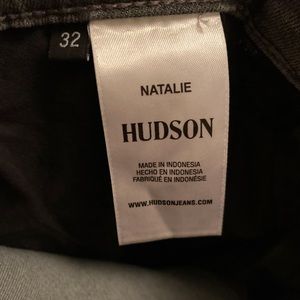 32
NATALIE
HUDSON
MADE IN INDONESIA
HECHO EN INDONESIA
FABRIQUÉ EN INDONÉSIE
WWW.HUDSONJEANS.COM